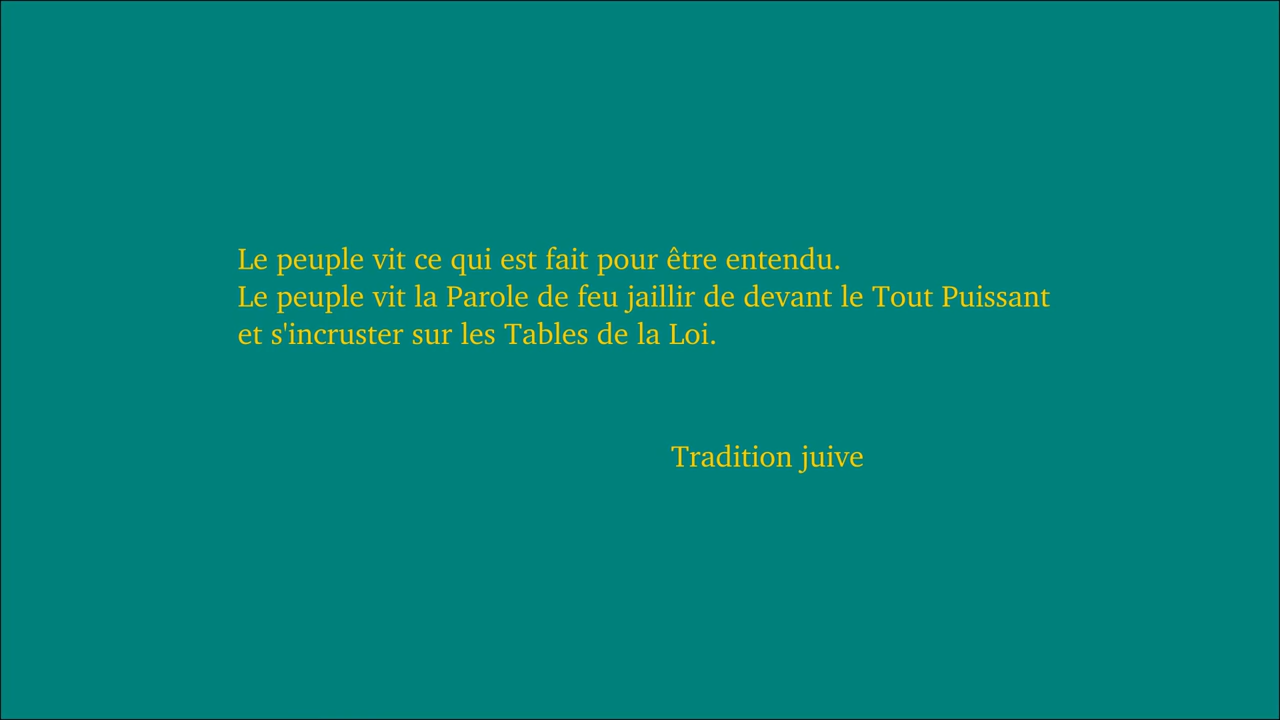 Le peuple vit ce qui est fait pour être entendu.
Le peuple vit la Parole de feu jaillir de devant le Tout Puissant
et s'incruster sur les Tables de la Loi.
Tradition juive